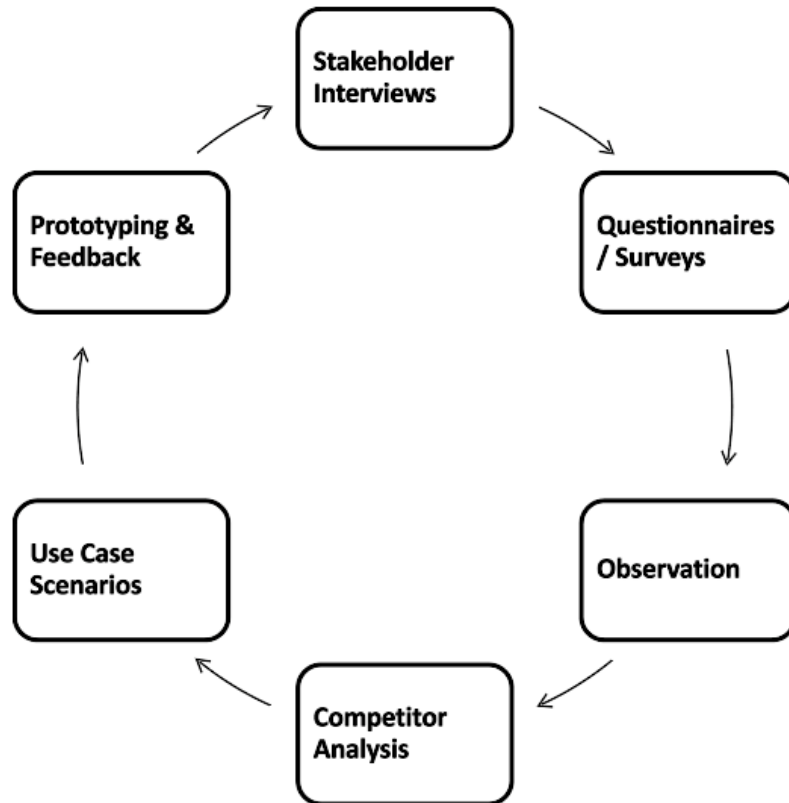 Stakeholder
Interviews
Questionnaires
/ Surveys
Observation
Competitor
Analysis
Use Case
Scenarios
Prototyping &
Feedback